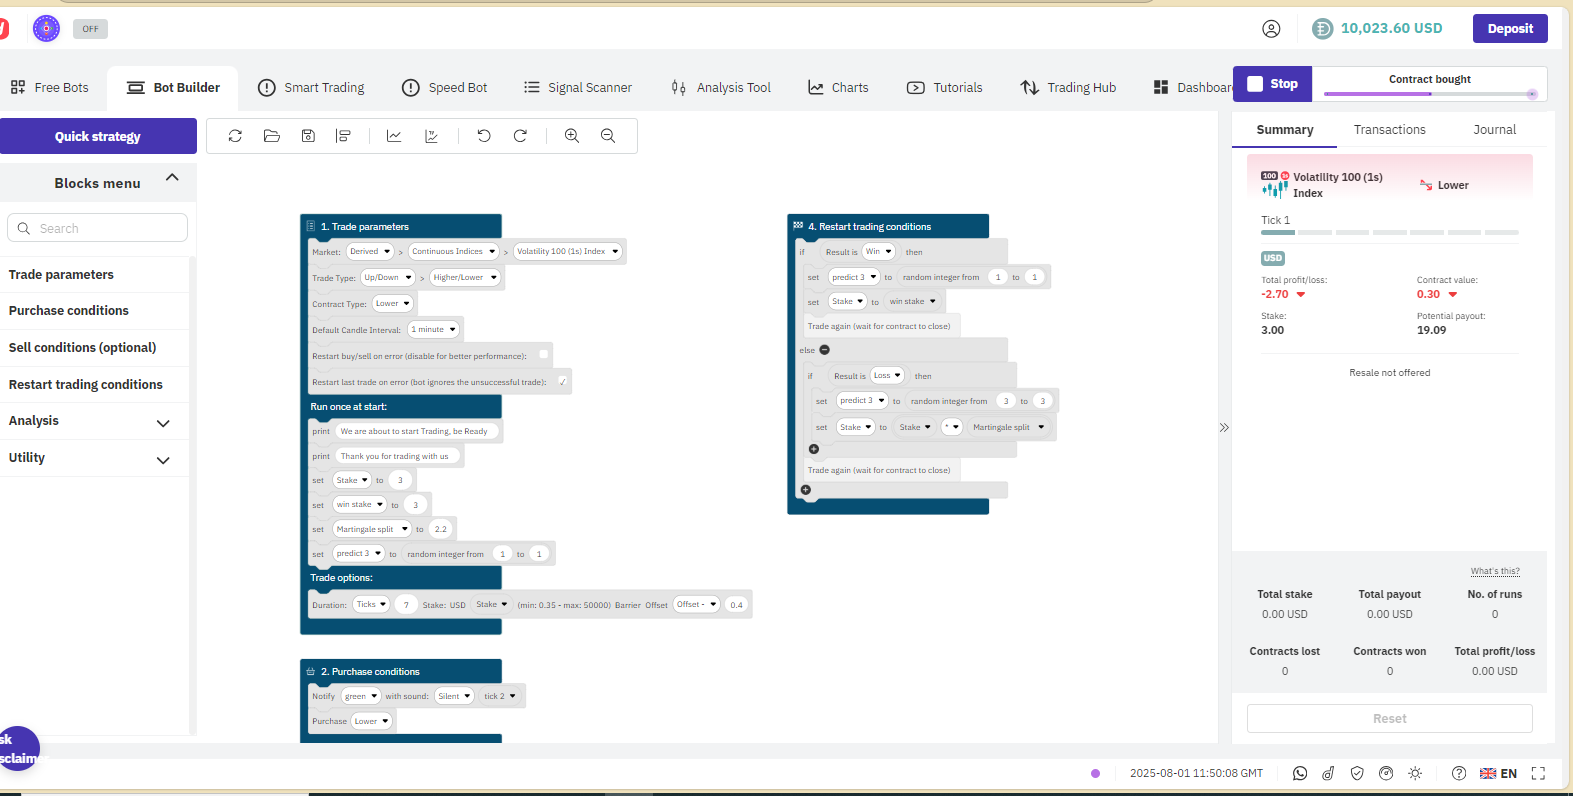 OFF
10,023.60 USD
Deposit
Free Bots
Bot Builder
Smart Trading
Speed Bot
Signal Scanner
Analysis Tool
Charts
Tutorials
Trading Hub
Stop
Contract bought
Quick strategy
Blocks menu
Search
Trade parameters
Purchase conditions
Sell conditions (optional)
Restart trading conditions
Analysis
Utility
1. Trade parameters
Market: Derived > Continuous Indices > Volatility 100 (1s) Index
Trade Type: Up/Down > Higher/Lower
Contract Type: Lower
Default Candle Interval: 1 minute
Restart buy/sell on error (disable for better performance):
Restart last trade on error (bot ignores the unsuccessful trade): ✓
Run once at start:
print We are about to start Trading, be Ready
print Thank you for trading with us
set Stake to 3
set win stake to 3
set Martingale split to 2.2
set predict 3 to random integer from 1 to 1
Trade options:
Duration: Ticks 7 Stake: USD Stake (min: 0.35 - max: 50000) Barrier Offset Offset - 0.4
2. Purchase conditions
Notify green with sound: Silent tick 2
Purchase Lower
4. Restart trading conditions
if Result is Win then
set predict 3 to random integer from 1 to 1
set Stake to win stake
Trade again (wait for contract to close)
else
if Result is Loss then
set predict 3 to random integer from 3 to 3
set Stake to Stake * Martingale split
Trade again (wait for contract to close)
Summary
Transactions
Journal
100 1s Volatility 100 (1s) Index
Lower
Tick 1
USD
Total profit/loss: Contract value:
-2.70 0.30
Stake: Potential payout:
3.00 19.09
Resale not offered
What's this?
Total stake Total payout No. of runs
0.00 USD 0.00 USD 0
Contracts lost Contracts won Total profit/loss
0 0 0.00 USD
Reset
2025-08-01 11:50:08 GMT
EN